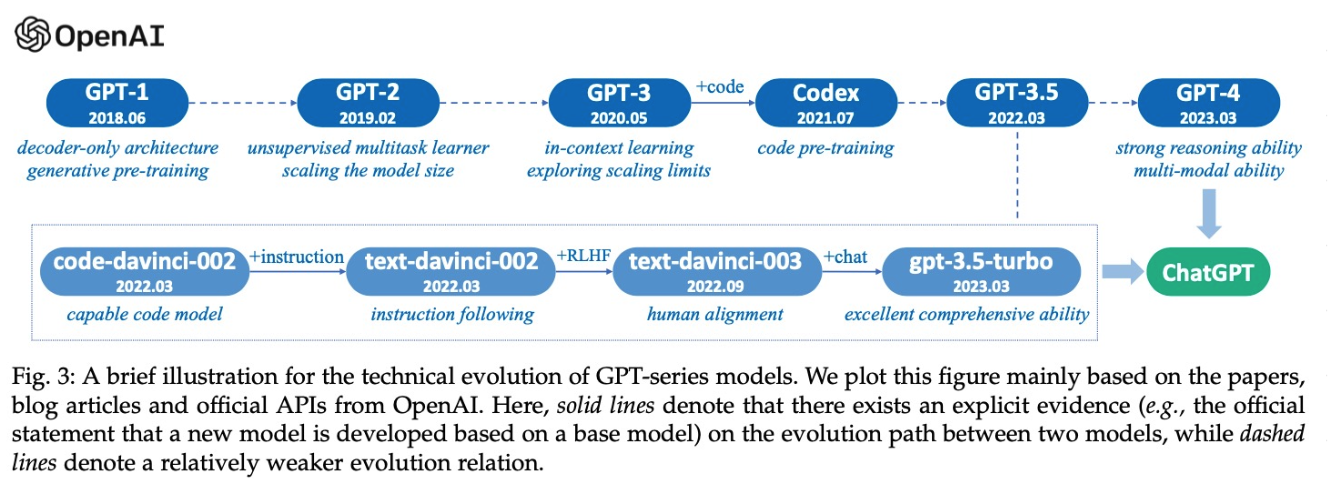 OpenAI
GPT-1
2018.06
decoder-only architecture
generative pre-training
GPT-2
2019.02
unsupervised multitask learner
scaling the model size
GPT-3
2020.05
in-context learning
exploring scaling limits
+code
Codex
2021.07
code pre-training
GPT-3.5
2022.03
GPT-4
2023.03
strong reasoning ability
multi-modal ability
code-davinci-002
2022.03
capable code model
+instruction
text-davinci-002
2022.03
instruction following
+RLHF
text-davinci-003
2022.09
human alignment
+chat
gpt-3.5-turbo
2023.03
excellent comprehensive ability
ChatGPT
Fig. 3: A brief illustration for the technical evolution of GPT-series models. We plot this figure mainly based on the papers,
blog articles and official APIs from OpenAI. Here, solid lines denote that there exists an explicit evidence (e.g., the official
statement that a new model is developed based on a base model) on the evolution path between two models, while dashed
lines denote a relatively weaker evolution relation.